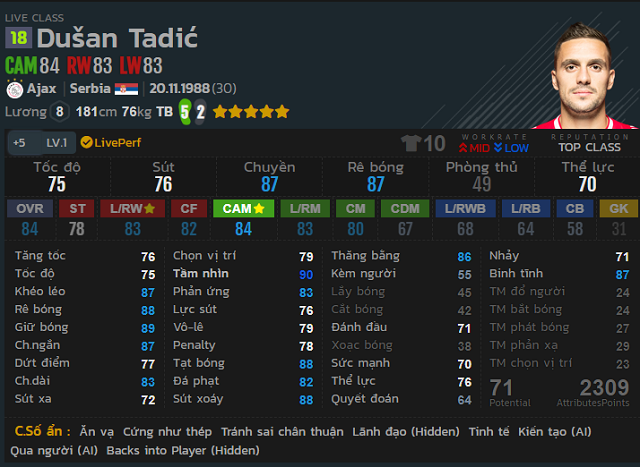 LIVE CLASS
18 Dušan Tadić
CAM 84 RW 83 LW 83
Ajax Serbia 20.11.1988 (30)
Lương 8 181cm 76kg TB 5 2
+5 LV.1 LivePerf 10 WORKRATE MID LOW REPUTATION TOP CLASS
Tốc độ Sút Chuyền Rê bóng Phòng thủ Thể lực
75 76 87 87 49 70
OVR ST L/RW CF CAM L/RM CM CDM L/RWB L/RB CB GK
84 78 83 82 84 83 80 67 68 64 58 31
Tăng tốc 76 Chọn vị trí 79 Thăng bằng 86 Nhảy 71
Tốc độ 75 Tầm nhìn 90 Kèm người 55 Bình tĩnh 87
Khéo léo 87 Phản ứng 83 Lấy bóng 45 TM đổ người 24
Rê bóng 88 Lực sút 76 Cắt bóng 42 TM bắt bóng 24
Giữ bóng 89 Vô-lê 79 Đánh đầu 71 TM phát bóng 27
Ch.ngắn 87 Penalty 78 Xoạc bóng 38 TM phản xạ 29
Dứt điểm 77 Tạt bóng 88 Sức mạnh 70 TM chọn vị trí 23
Ch.dài 83 Đá phạt 82 Thể lực 76 71 2309
Sút xa 72 Sút xoáy 88 Quyết đoán 64 Potential AttributesPoints
C.Số ẩn : Ăn vạ Cứng như thép Tránh sai chân thuận Lãnh đạo (Hidden) Tinh tế Kiến tạo (AI)
Qua người (AI) Backs into Player (Hidden)